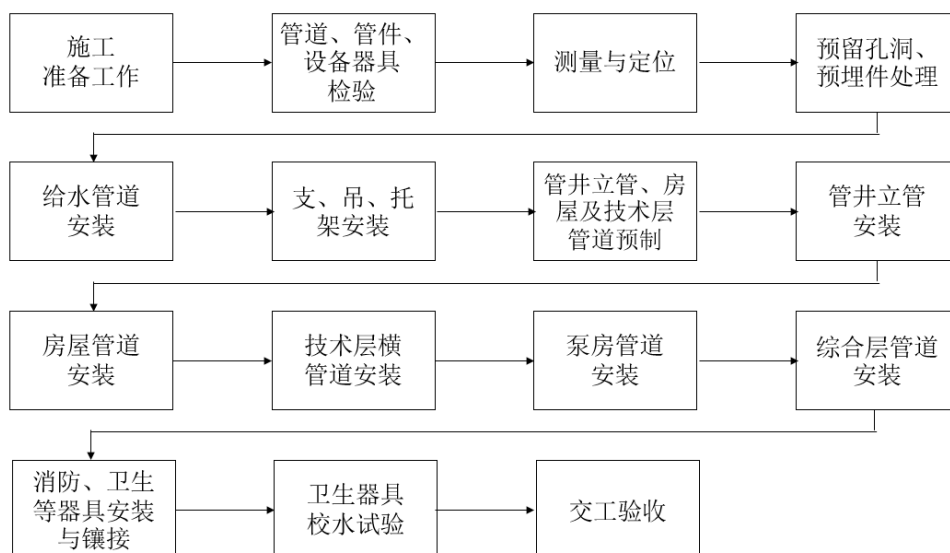 施工
准备工作
管道、管件、
设备器具
检验
测量与定位
预留孔洞、
预埋件处理
给水管道
安装
支、吊、托
架安装
管井立管、房
屋及技术层
管道预制
管井立管
安装
房屋管道
安装
技术层横
管道安装
泵房管道
安装
综合层管道
安装
消防、卫生
等器具安装
与镶接
卫生器具
校水试验
交工验收